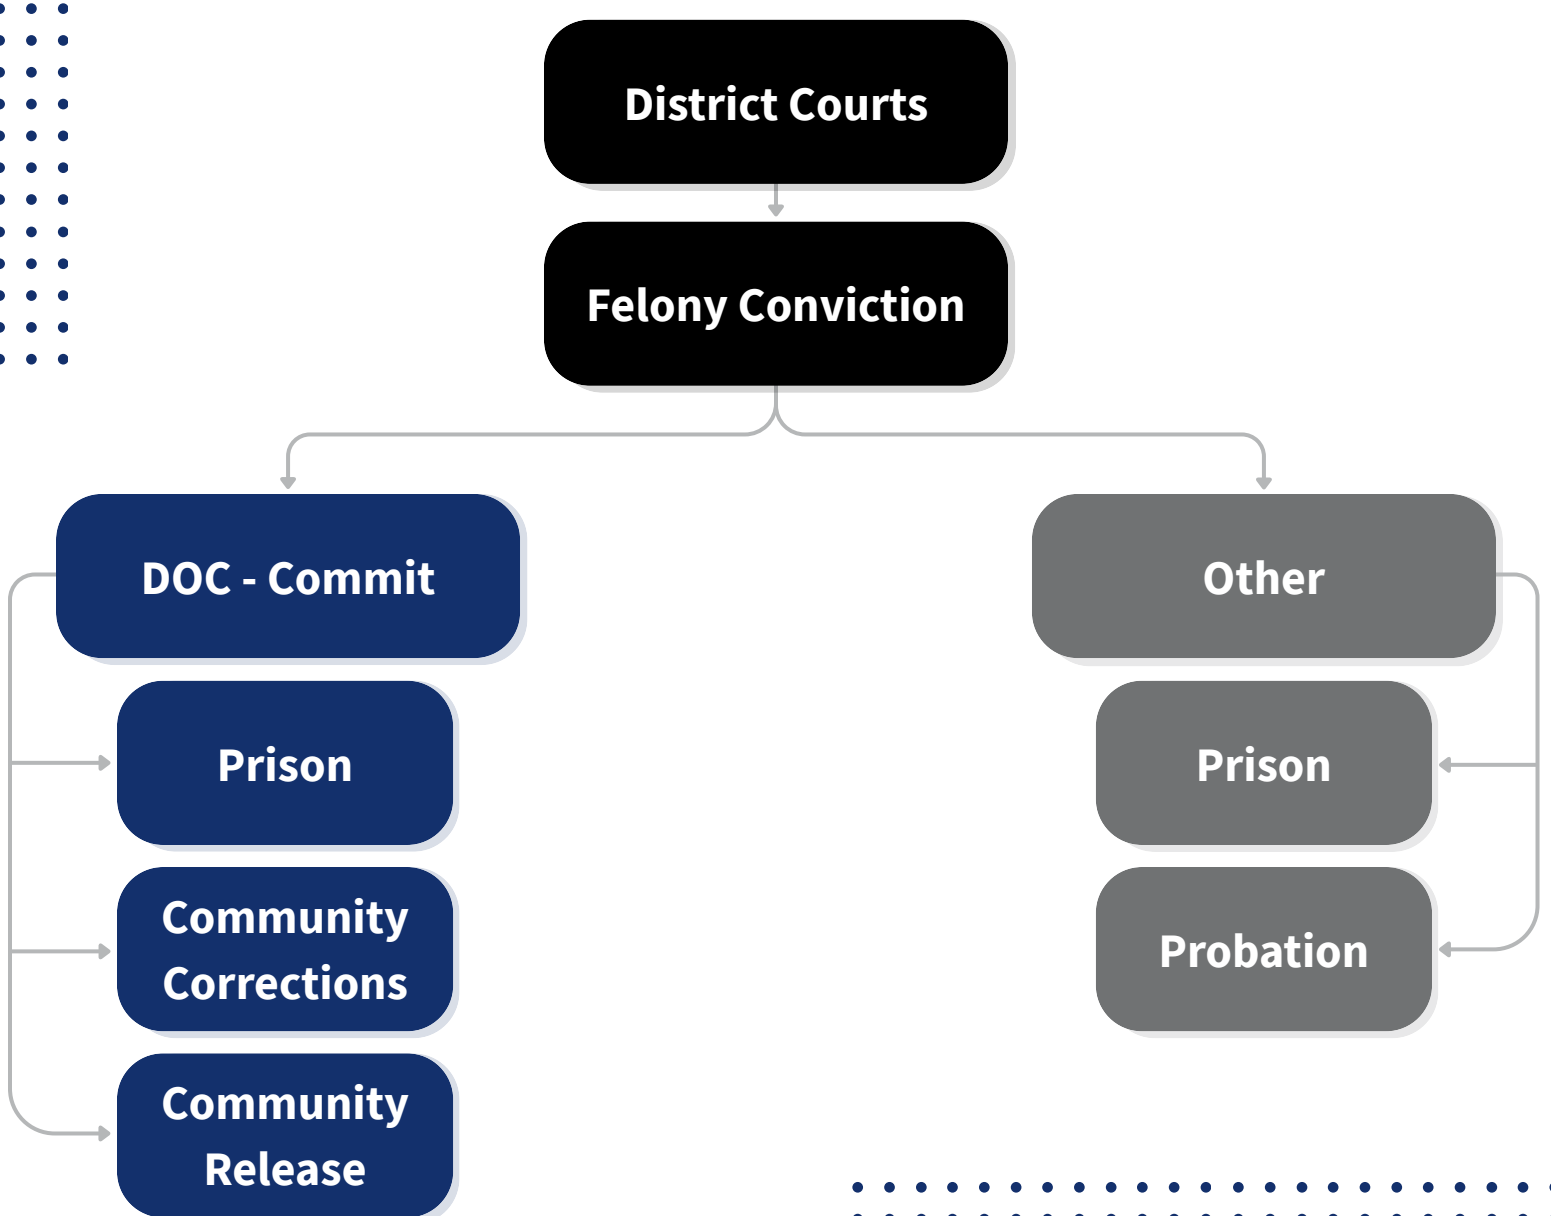 District Courts
Felony Conviction
DOC - Commit
Prison
Community
Corrections
Community
Release
Other
Prison
Probation